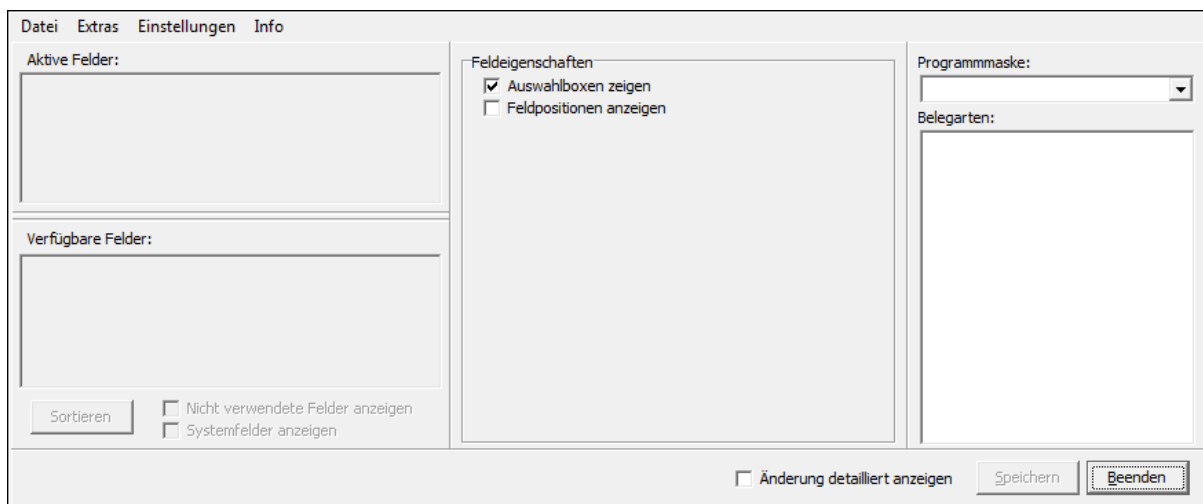 Datei Extras Einstellungen Info
Aktive Felder:
Verfügbare Felder:
Sortieren
Nicht verwendete Felder anzeigen
Systemfelder anzeigen
Feldeigenschaften
Auswahlboxen zeigen
Feldpositionen anzeigen
Programmmaske:
Belegarten:
Änderung detailliert anzeigen Speichern Beenden